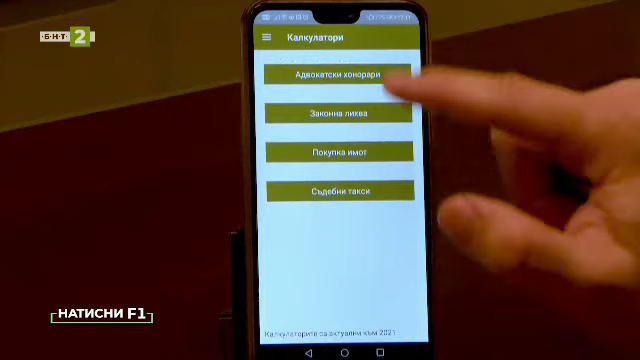 БНТ 2
Калкулатори
Адвокатски хонорари
Законна лихва
Покупка имот
Съдебни такси
Калкулаторите са актуални към 2021
НАТИСНИ F1